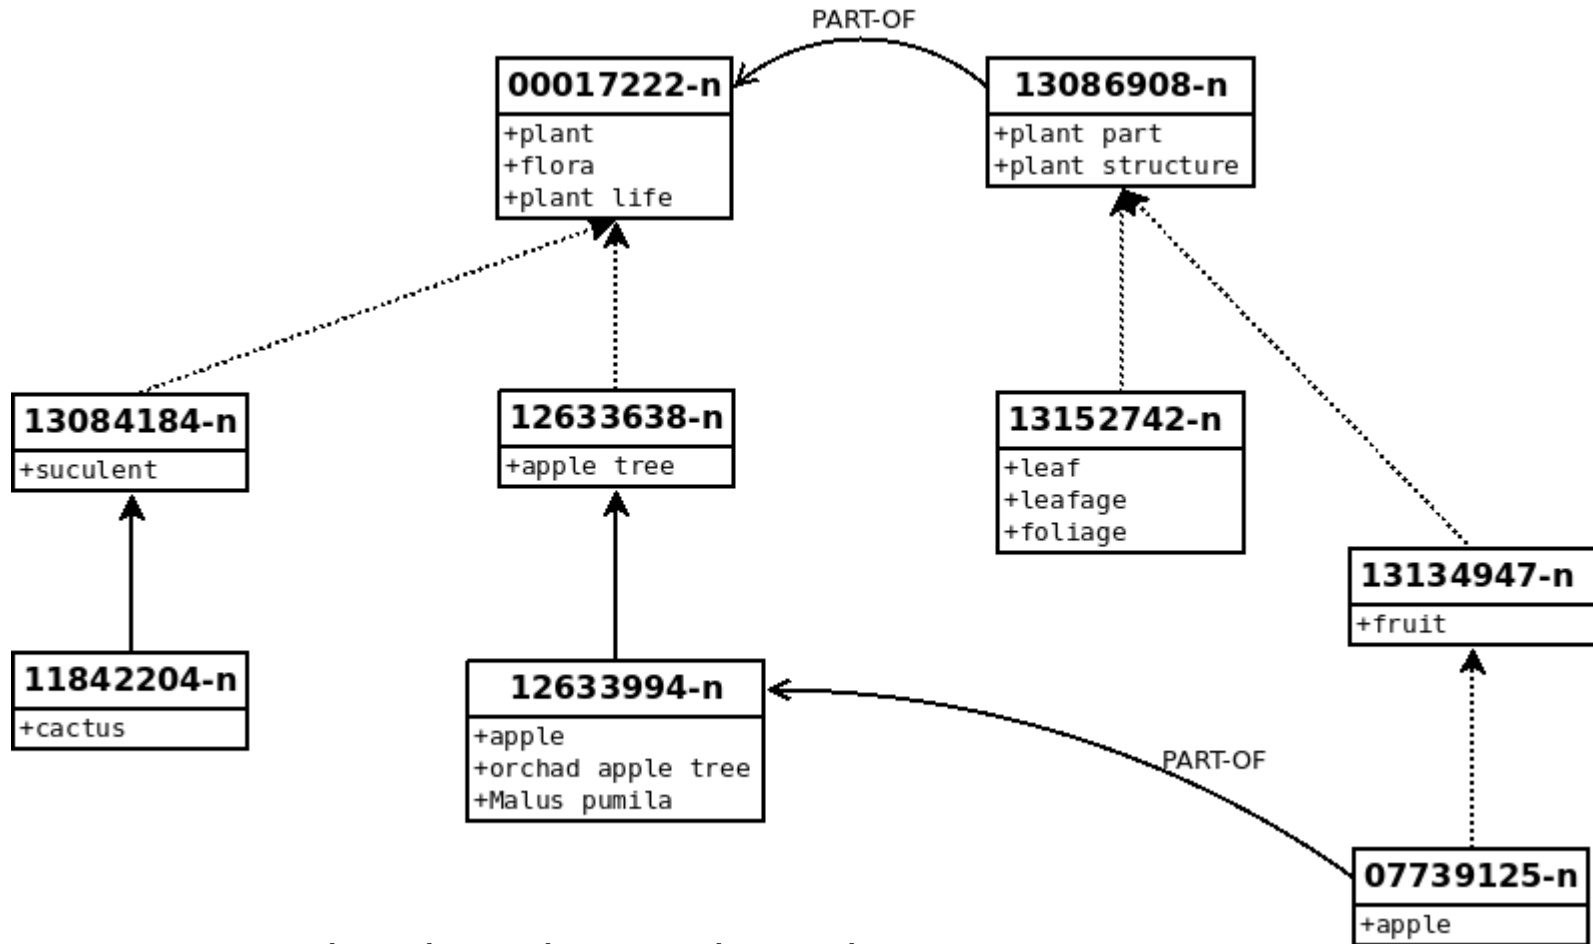 PART-OF
00017222-n
+plant
+flora
+plant life
13086908-n
+plant part
+plant structure
13084184-n
+suculent
12633638-n
+apple tree
13152742-n
+leaf
+leafage
+foliage
13134947-n
+fruit
11842204-n
+cactus
12633994-n
+apple
+orchad apple tree
+Malus pumila
PART-OF
07739125-n
+apple